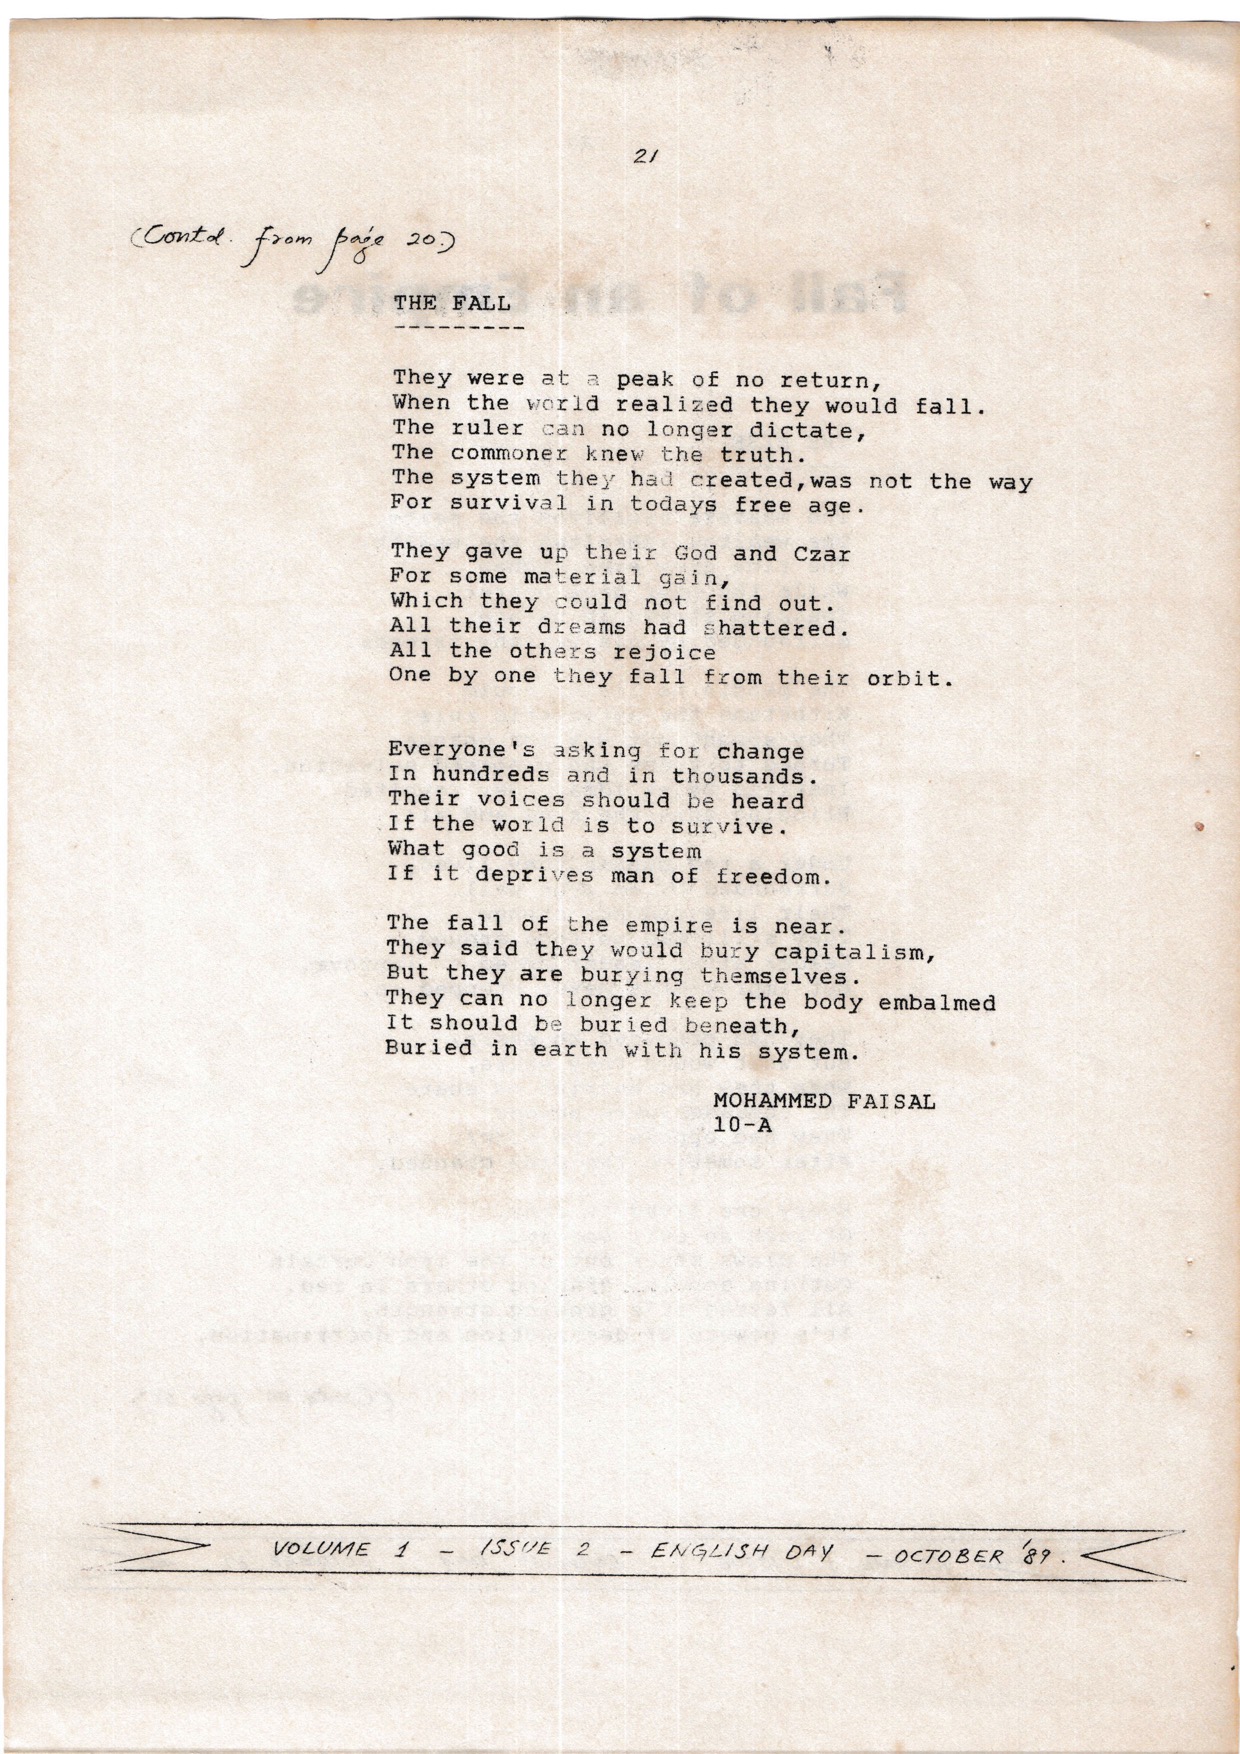 21
(Contd. from page 20.)
THE FALL
---------
They were at a peak of no return,
When the world realized they would fall.
The ruler can no longer dictate,
The commoner knew the truth.
The system they had created,was not the way
For survival in todays free age.
They gave up their God and Czar
For some material gain,
Which they could not find out.
All their dreams had shattered.
All the others rejoice
One by one they fall from their orbit.
Everyone's asking for change
In hundreds and in thousands.
Their voices should be heard
If the world is to survive.
What good is a system
If it deprives man of freedom.
The fall of the empire is near.
They said they would bury capitalism,
But they are burying themselves.
They can no longer keep the body embalmed
It should be buried beneath,
Buried in earth with his system.
MOHAMMED FAISAL
10-A
VOLUME 1 - ISSUE 2 - ENGLISH DAY - OCTOBER '89.